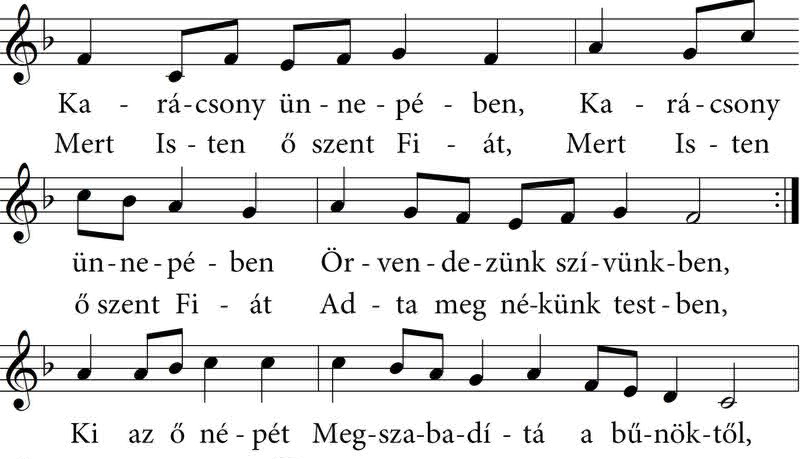 Ka - rá-csony ün - ne - pé - ben, Ka - rá - csony
Mert Is - ten ő szent Fi - át, Mert Is - ten
ün-ne-pé - ben Ör - ven-de-zünk szí-vünk-ben,
ő szent Fi - át Ad - ta meg né-künk test-ben,
Ki az ő né-pét Meg-sza-ba-dí - tá a bű-nök-től,